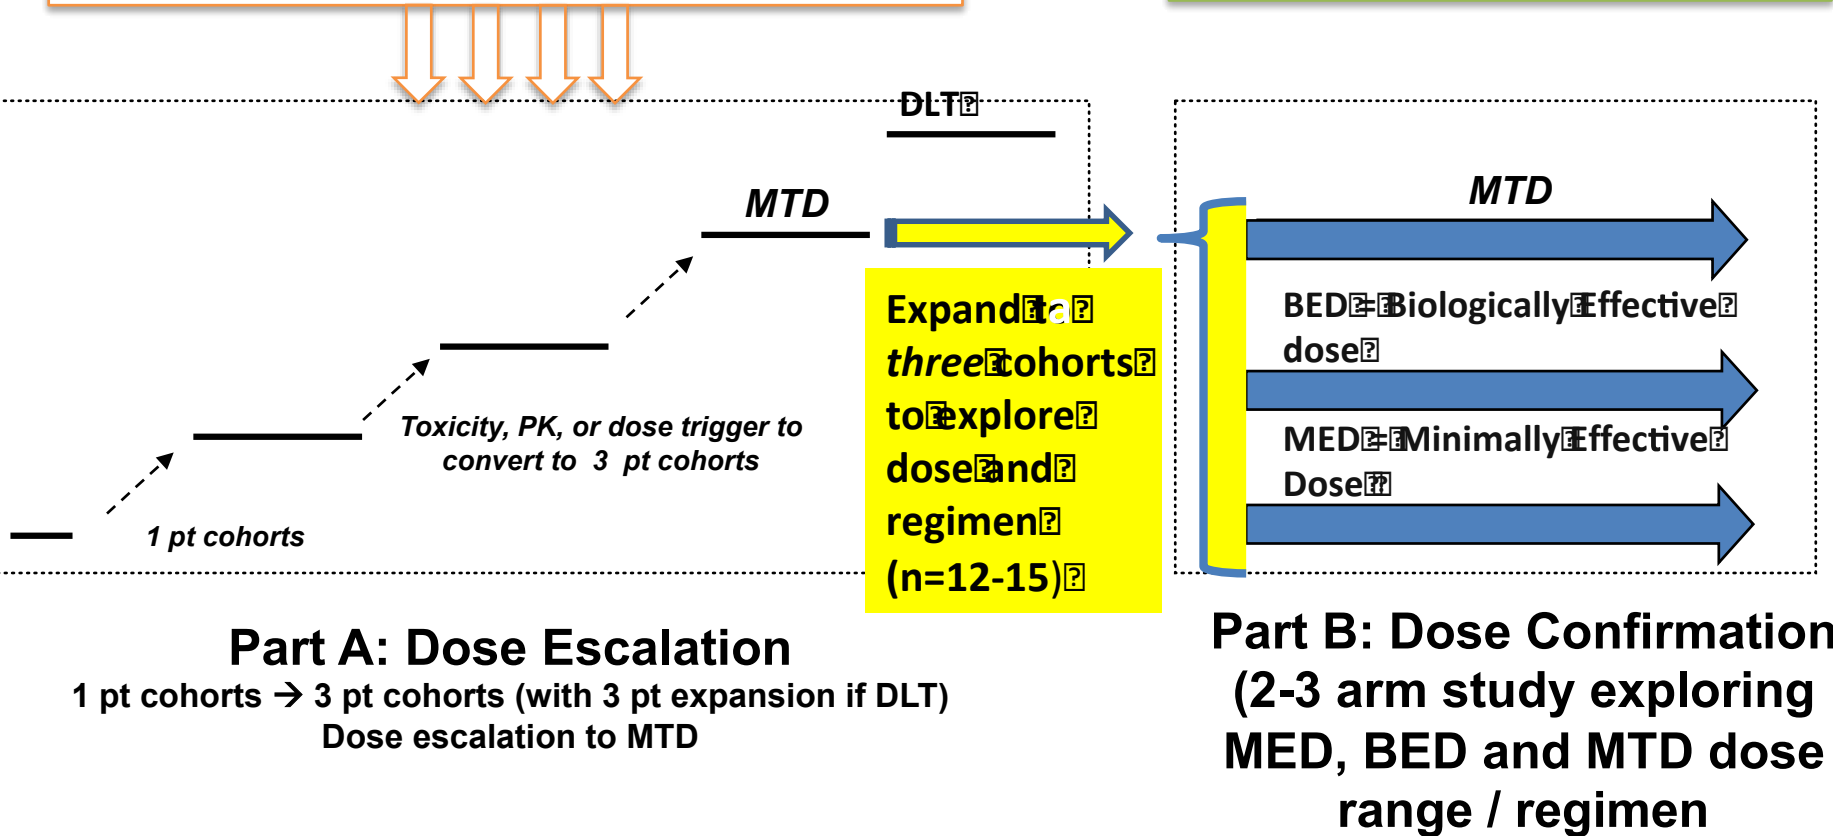 DLT
MTD
MTD
Expand to
three cohorts
to explore
dose and
regimen
(n=12-15)
BED = Biologically Effective
dose
MED = Minimally Effective
Dose
Toxicity, PK, or dose trigger to
convert to 3 pt cohorts
1 pt cohorts
Part A: Dose Escalation
1 pt cohorts → 3 pt cohorts (with 3 pt expansion if DLT)
Dose escalation to MTD
Part B: Dose Confirmation
(2-3 arm study exploring
MED, BED and MTD dose
range / regimen